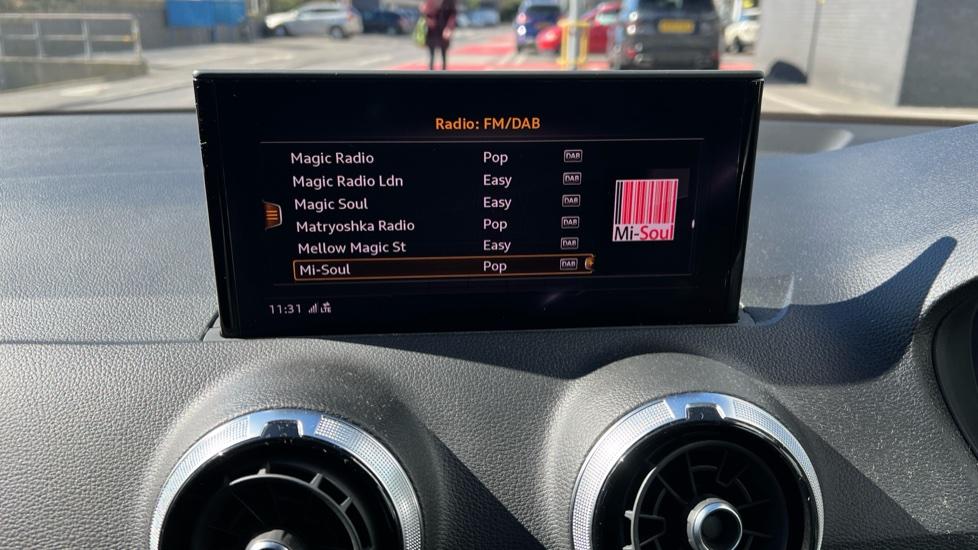 Radio: FM/DAB
Magic Radio Pop DAB
Magic Radio Ldn Easy DAB
Magic Soul Easy DAB
Matryoshka Radio Pop DAB
Mellow Magic St Easy DAB
Mi-Soul Pop DAB
Mi-Soul
11:31 LTE